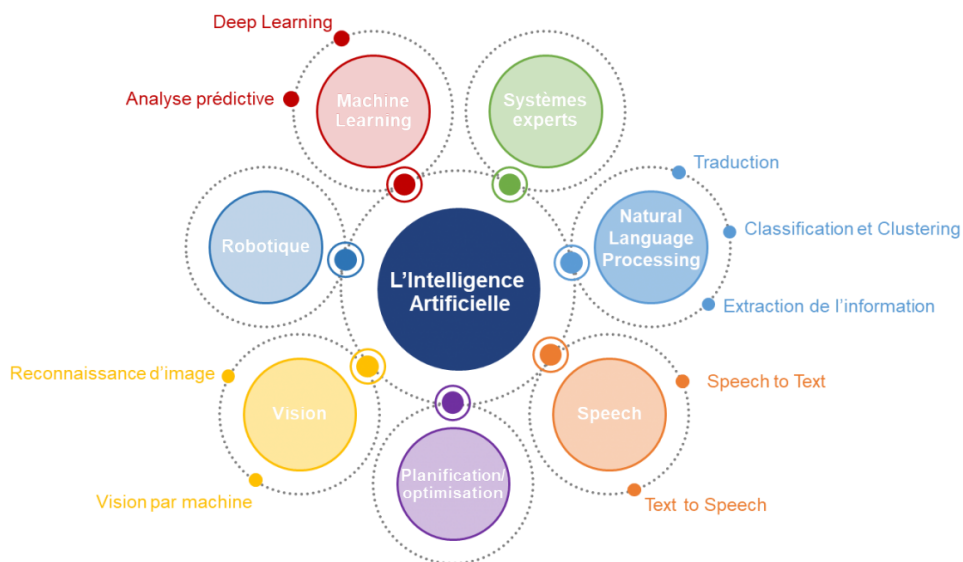 Deep Learning
Analyse prédictive
Machine
Learning
Systèmes
experts
Traduction
Natural
Language
Processing
Classification et Clustering
Extraction de l’information
Robotique
L’Intelligence
Artificielle
Reconnaissance d’image
Vision
Vision par machine
Planification/
optimisation
Speech
Speech to Text
Text to Speech